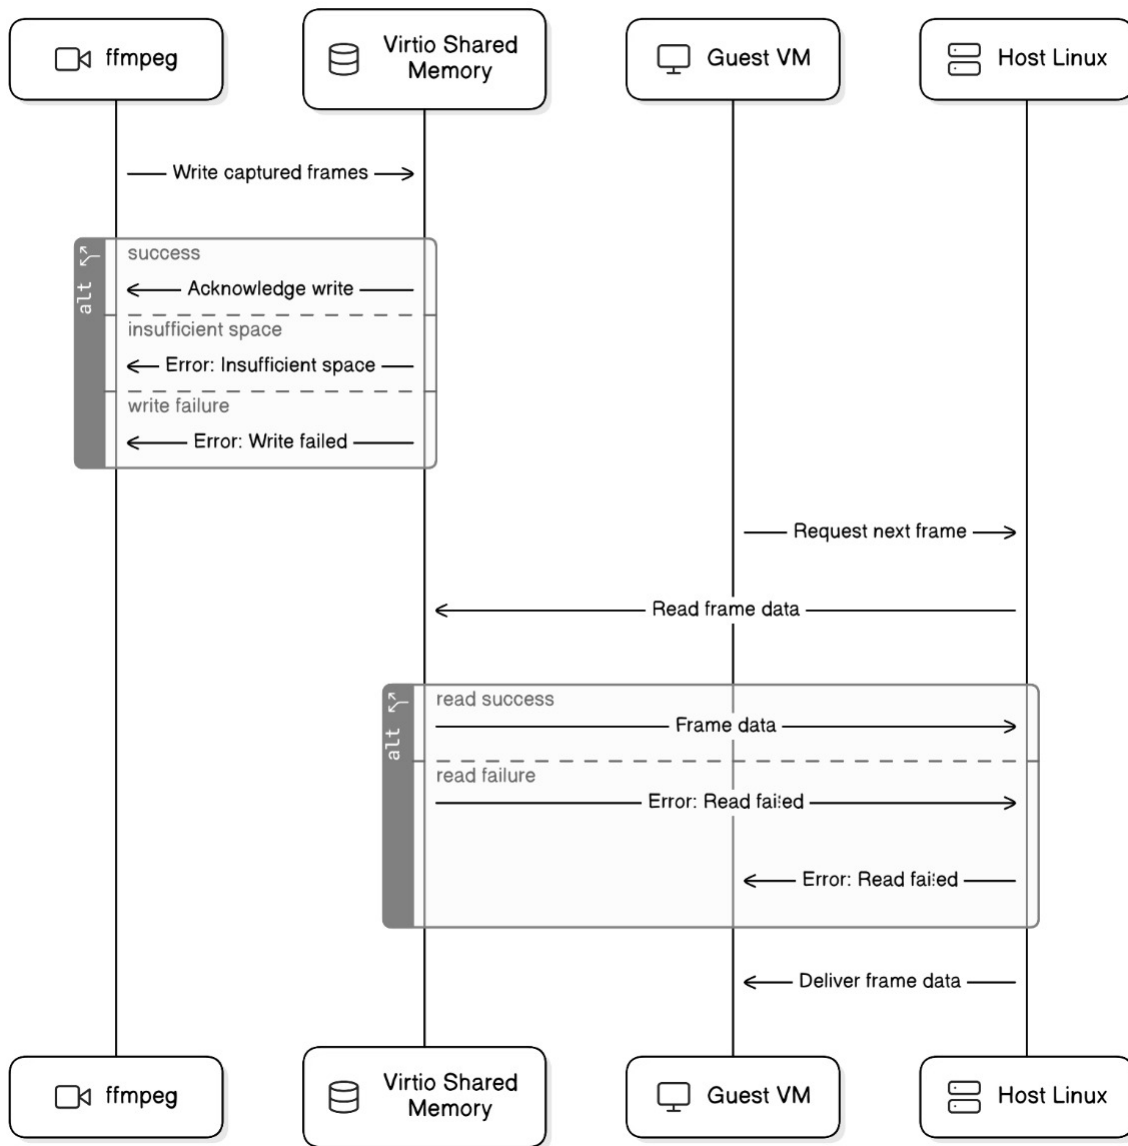 ffmpeg
Virtio Shared
Memory
Guest VM
Host Linux
Write captured frames
alt
success
Acknowledge write
insufficient space
Error: Insufficient space
write failure
Error: Write failed
Request next frame
Read frame data
alt
read success
Frame data
read failure
Error: Read failed
Error: Read failed
Deliver frame data
ffmpeg
Virtio Shared
Memory
Guest VM
Host Linux